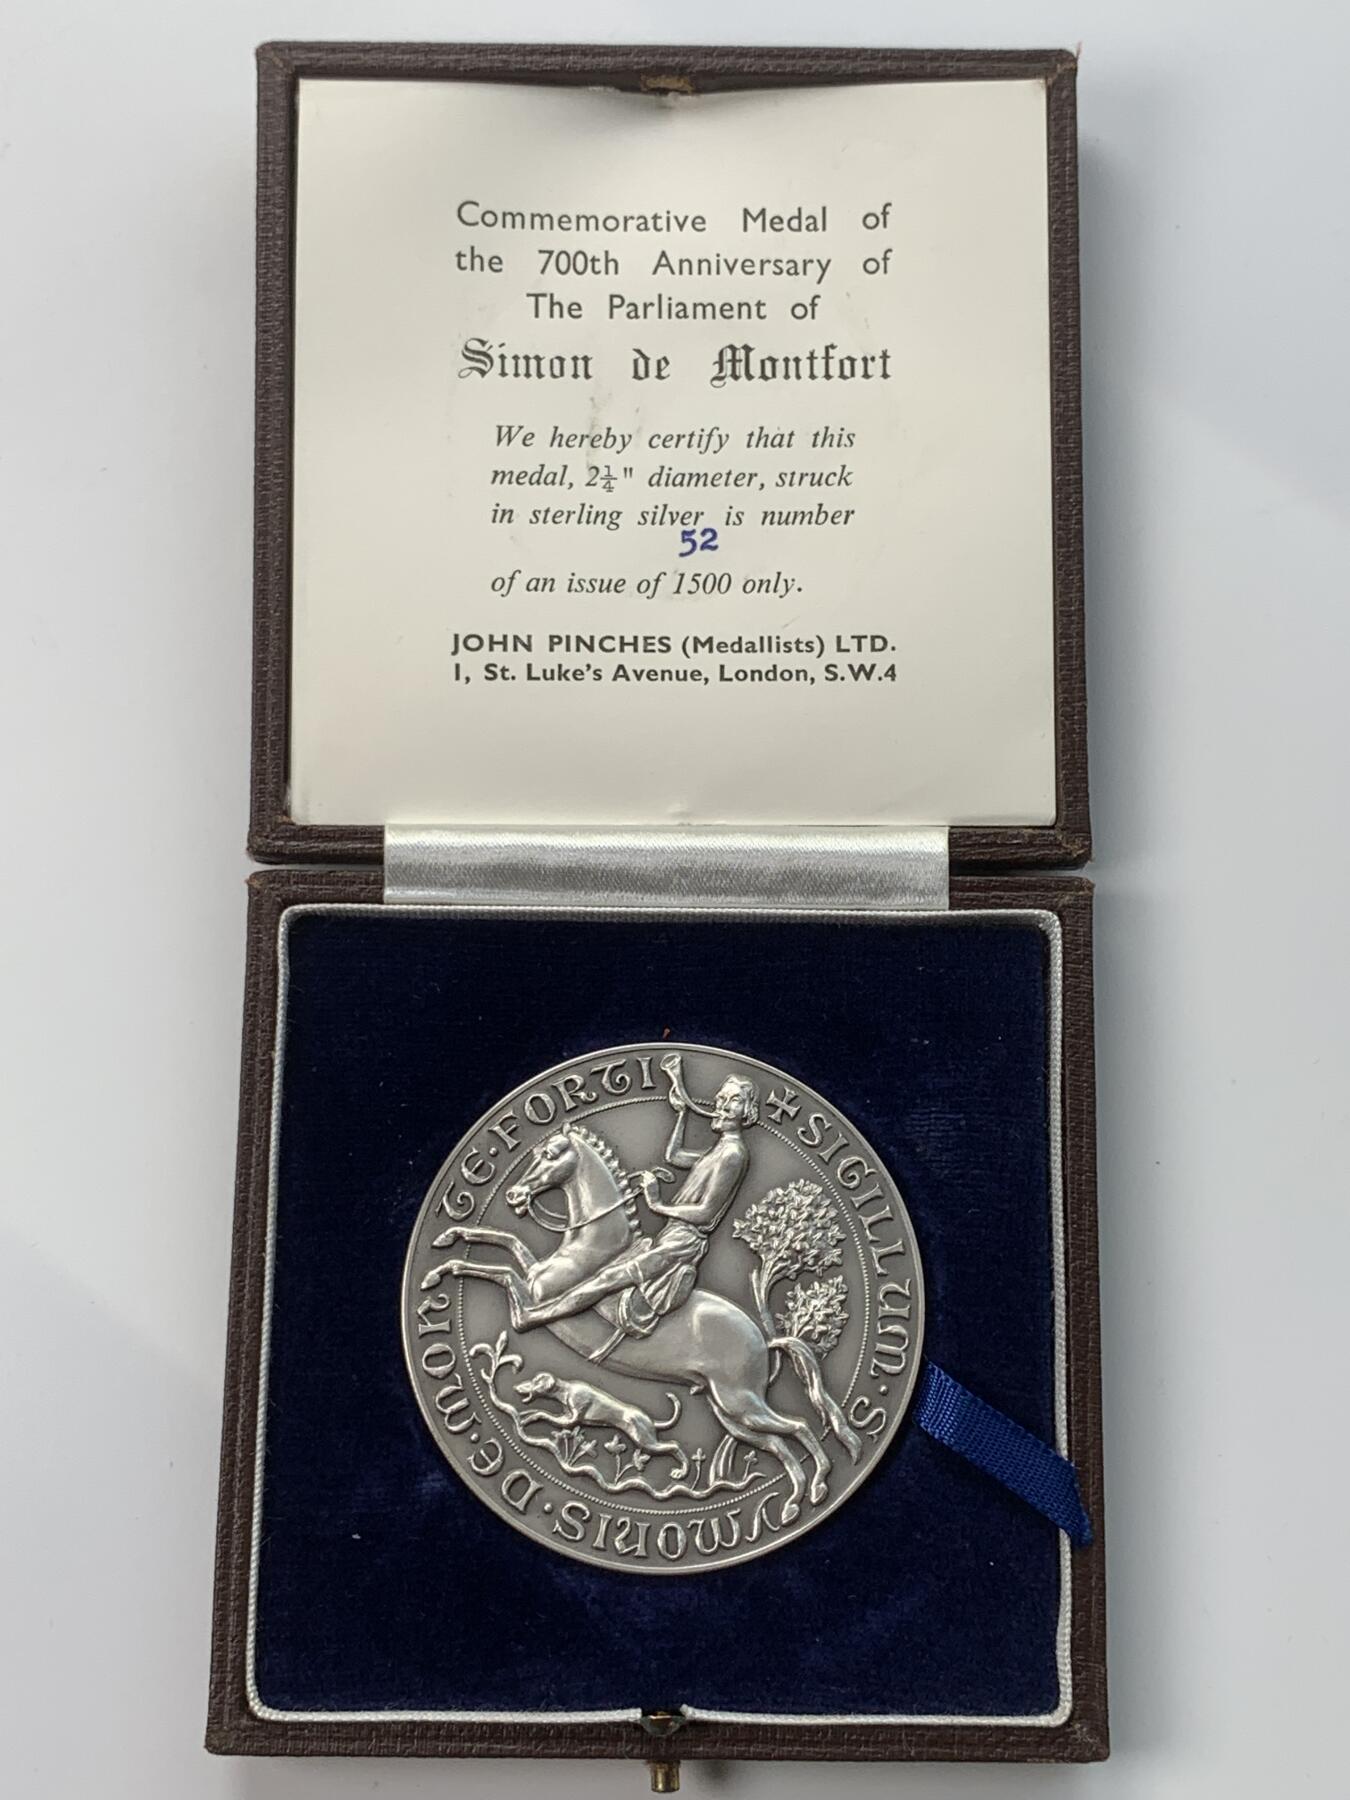 Commemorative Medal of
the 700th Anniversary of
The Parliament of
Simon de Montfort
We hereby certify that this
medal, 2¼" diameter, struck
in sterling silver is number
52
of an issue of 1500 only.
JOHN PINCHES (Medallists) LTD.
1, St. Luke's Avenue, London, S.W.4
✠ SIGILLUM · SYMONIS · DE · MONTE · FORTI